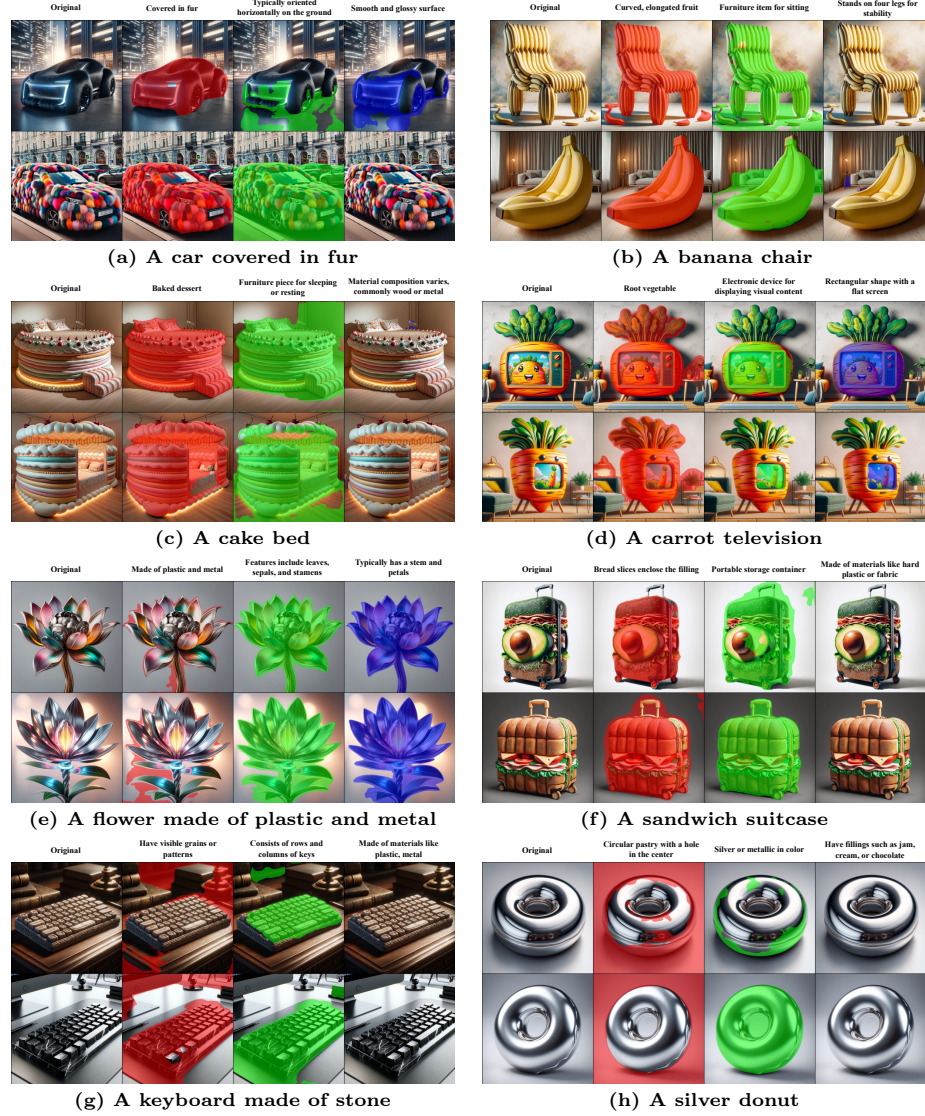 Original
Covered in fur
Typically oriented
horizontally on the ground
Smooth and glossy surface
(a) A car covered in fur
Original
Curved, elongated fruit
Furniture item for sitting
Stands on four legs for
stability
(b) A banana chair
Original
Baked dessert
Furniture piece for sleeping
or resting
Material composition varies,
commonly wood or metal
(c) A cake bed
Original
Root vegetable
Electronic device for
displaying visual content
Rectangular shape with a
flat screen
(d) A carrot television
Original
Made of plastic and metal
Features include leaves,
sepals, and stamens
Typically has a stem and
petals
(e) A flower made of plastic and metal
Original
Bread slices enclose the filling
Portable storage container
Made of materials like hard
plastic or fabric
(f) A sandwich suitcase
Original
Have visible grains or
patterns
Consists of rows and
columns of keys
Made of materials like
plastic, metal
(g) A keyboard made of stone
Original
Circular pastry with a hole
in the center
Silver or metallic in color
Have fillings such as jam,
cream, or chocolate
(h) A silver donut